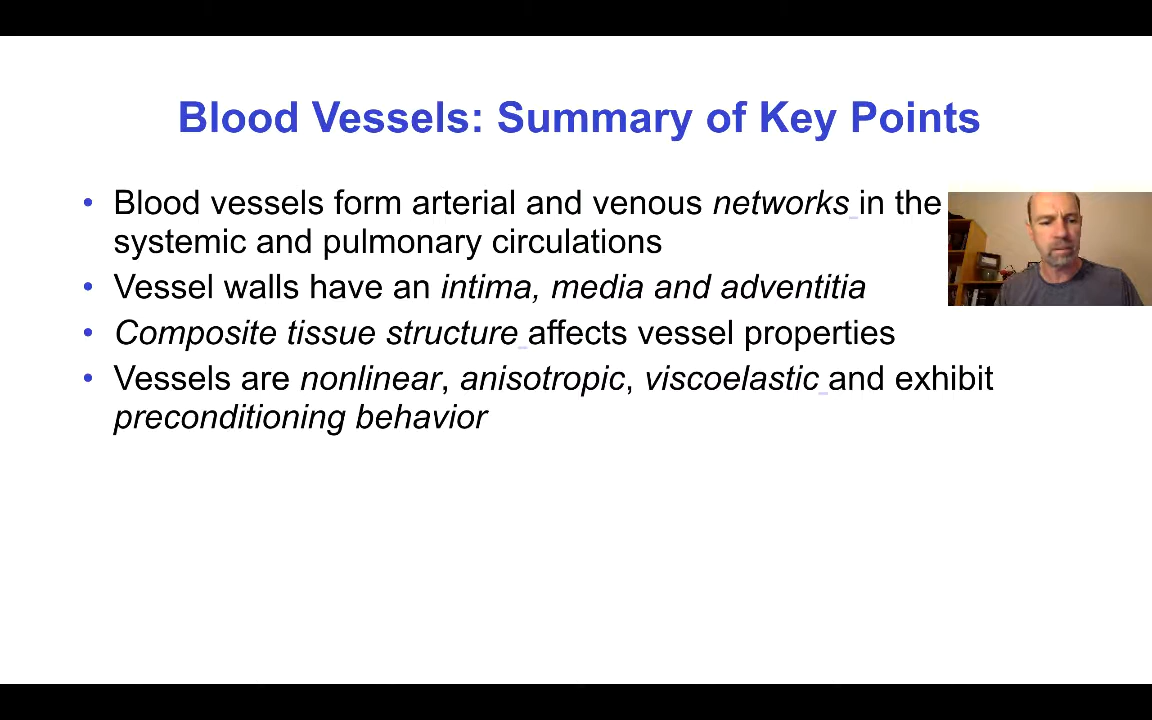 Blood Vessels: Summary of Key Points
• Blood vessels form arterial and venous networks in the
systemic and pulmonary circulations
• Vessel walls have an intima, media and adventitia
• Composite tissue structure affects vessel properties
• Vessels are nonlinear, anisotropic, viscoelastic and exhibit
preconditioning behavior